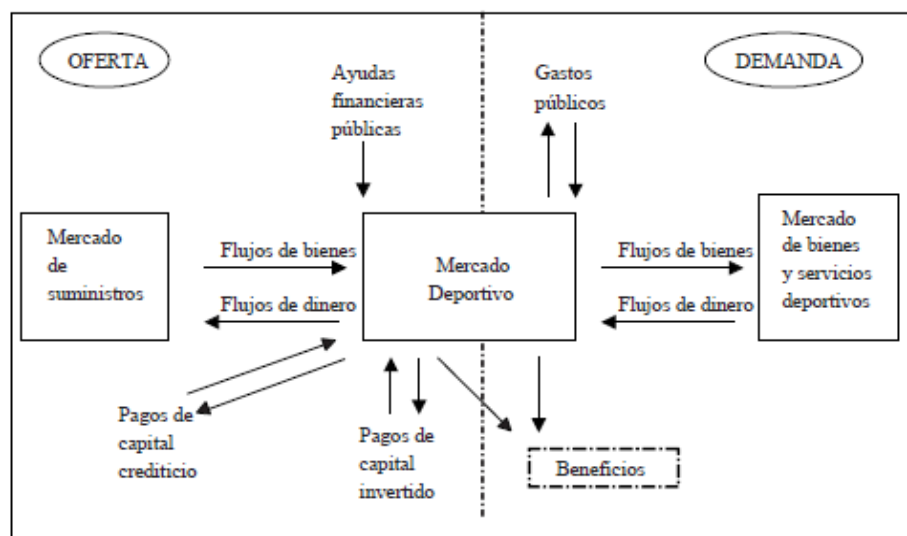 OFERTA
DEMANDA
Ayudas
financieras
públicas
Gastos
públicos
Mercado
de
suministros
Flujos de bienes
Flujos de dinero
Mercado
Deportivo
Flujos de bienes
Flujos de dinero
Mercado
de bienes
y servicios
deportivos
Pagos de
capital
crediticio
Pagos de
capital
invertido
Beneficios